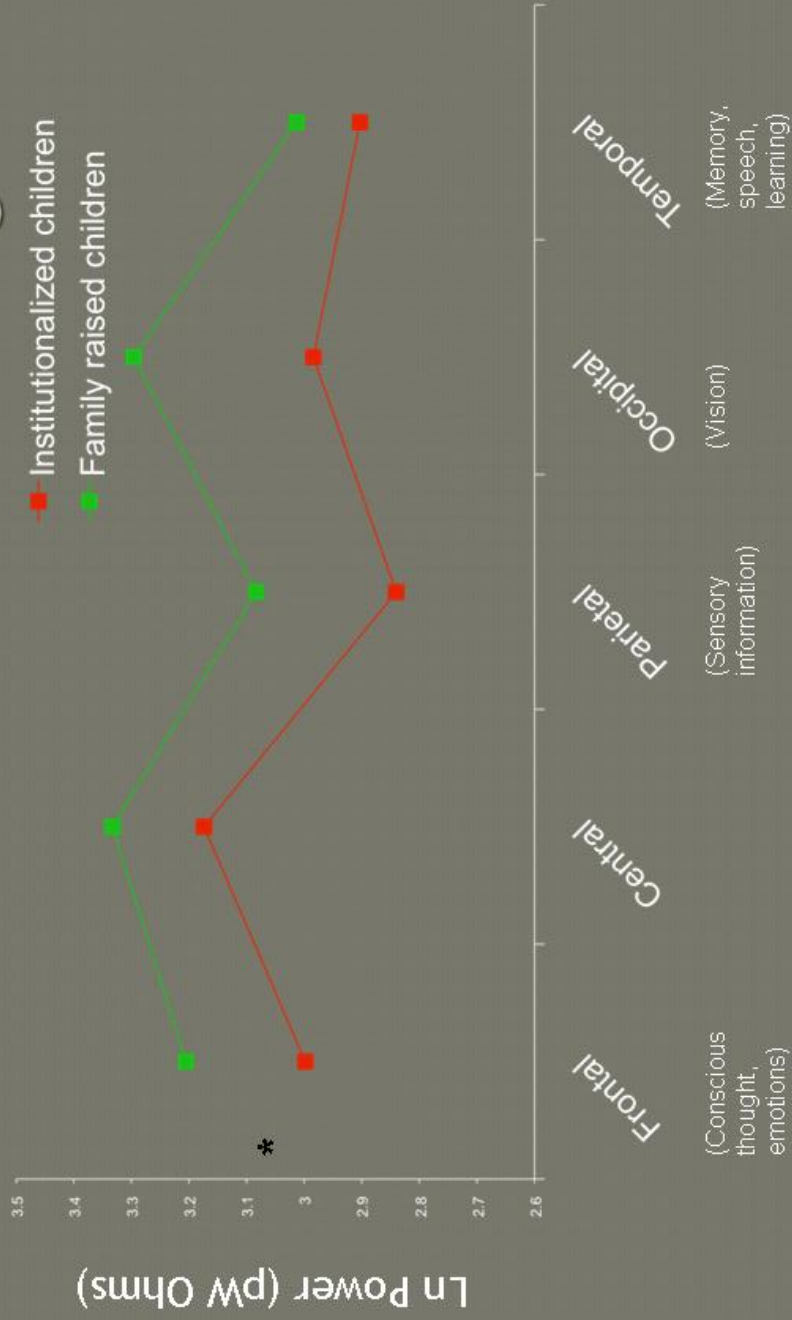 Institutionalized children
Family raised children
Ln Power (pW Ohms)
3.5
3.4
3.3
3.2
3.1
3
2.9
2.8
2.7
2.6
*
Frontal
Central
Parietal
Occipital
Temporal
(Conscious
thought,
emotions)
(Sensory
information)
(Vision)
(Memory,
speech,
learning)